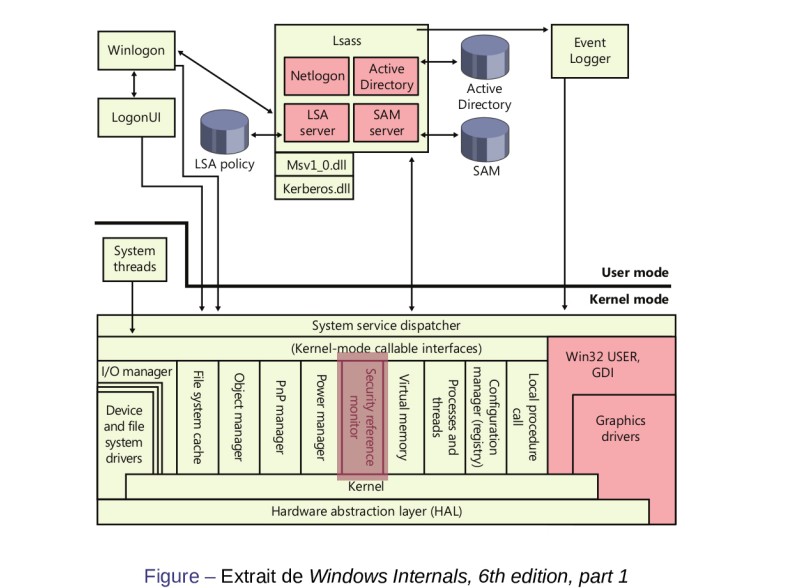 Winlogon
LogonUI
Lsass
Netlogon
Active
Directory
LSA
server
SAM
server
Msv1_0.dll
Kerberos.dll
LSA policy
Active
Directory
SAM
Event
Logger
System
threads
User mode
Kernel mode
System service dispatcher
(Kernel-mode callable interfaces)
Win32 USER,
GDI
I/O manager
Device
and file
system
drivers
File system cache
Object manager
PnP manager
Power manager
Security reference
monitor
Virtual memory
Processes and
threads
Configuration
manager (registry)
Local procedure
call
Graphics
drivers
Kernel
Hardware abstraction layer (HAL)
Figure – Extrait de Windows Internals, 6th edition, part 1